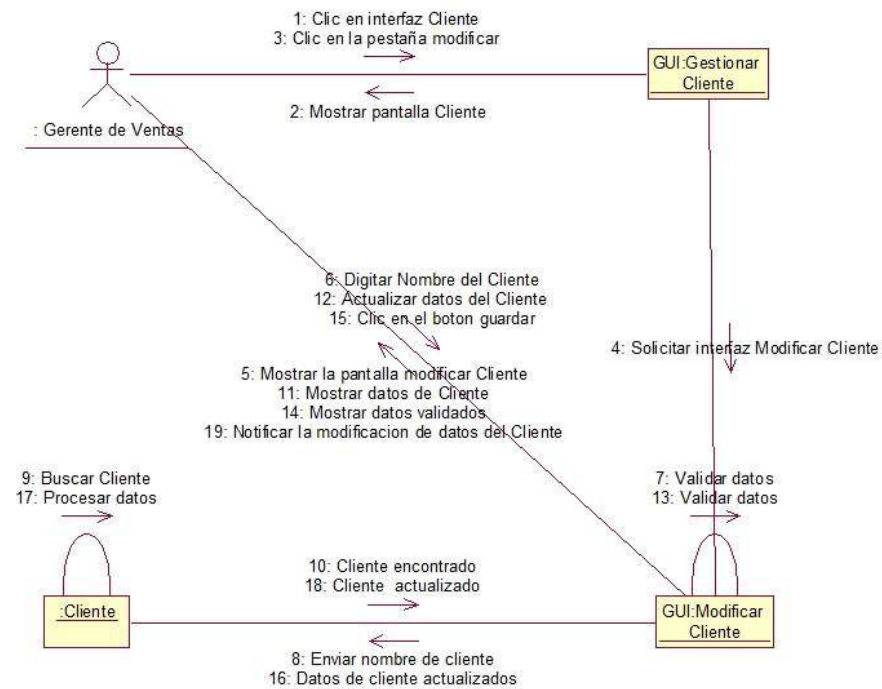 1: Clic en interfaz Cliente
3: Clic en la pestaña modificar
GUI:Gestionar
Cliente
2: Mostrar pantalla Cliente
: Gerente de Ventas
6: Digitar Nombre del Cliente
12: Actualizar datos del Cliente
15: Clic en el boton guardar
4: Solicitar interfaz Modificar Cliente
5: Mostrar la pantalla modificar Cliente
11: Mostrar datos de Cliente
14: Mostrar datos validados
19: Notificar la modificacion de datos del Cliente
9: Buscar Cliente
17: Procesar datos
7: Validar datos
13: Validar datos
10: Cliente encontrado
18: Cliente actualizado
:Cliente
GUI:Modificar
Cliente
8: Enviar nombre de cliente
16: Datos de cliente actualizados